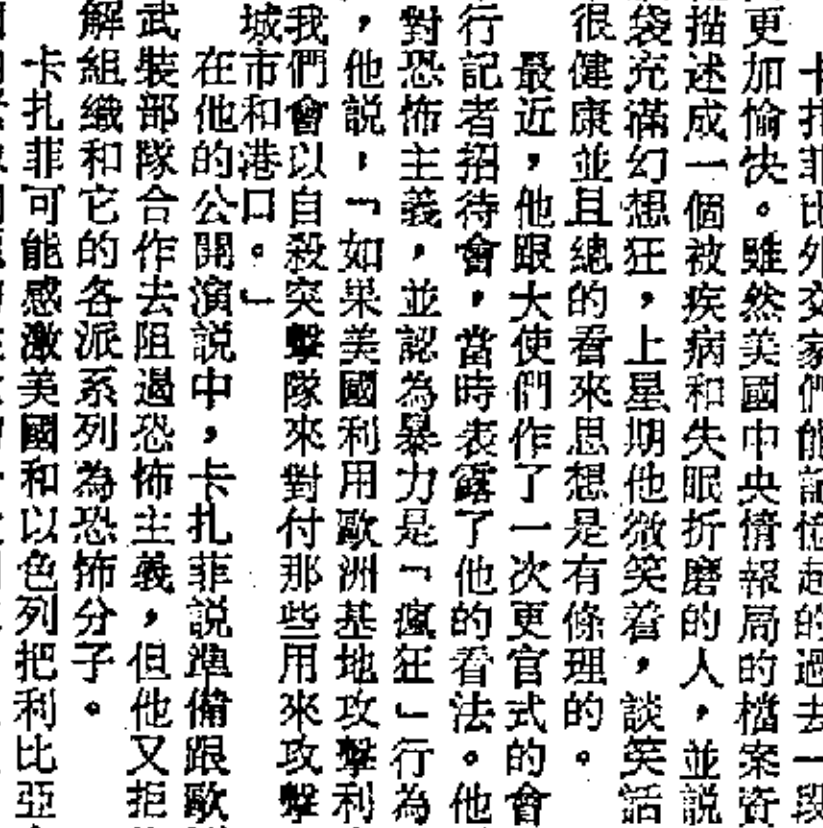 卡扎菲比外交家們能記憶起的過去一段
更加愉快。雖然美國中央情報局的檔案資
描述成一個被疾病和失眠折磨的人，並説
袋充滿幻想狂，上星期他微笑着，談笑話
很健康並且總的看來思想是有條理的。
最近，他跟大使們作了一次更官式的會
行記者招待會，當時表露了他的看法。他
對恐怖主義，並認為暴力是「瘋狂」行為
，他説，「如果美國利用歐洲基地攻擊利
我們會以自殺突擊隊來對付那些用來攻擊
城市和港口。」
在他的公開演説中，卡扎菲説準備跟歐
武裝部隊合作去阻遏恐怖主義，但他又拒
解組織和它的各派系列為恐怖分子。
卡扎菲可能感激美國和以色列把利比亞